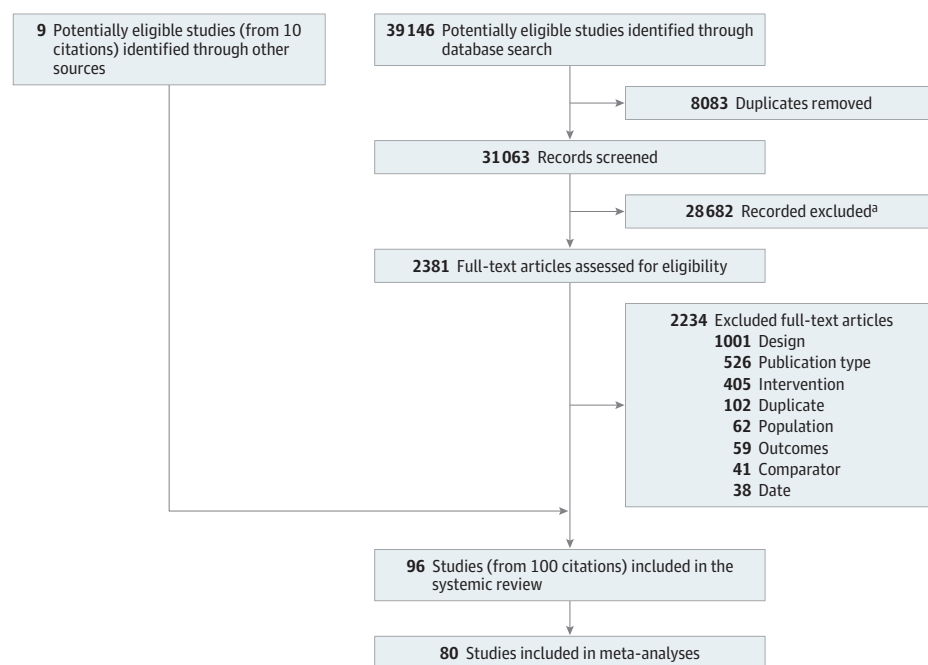 9 Potentially eligible studies (from 10
citations) identified through other
sources
39146 Potentially eligible studies identified through
database search
8083 Duplicates removed
31063 Records screened
28682 Recorded excludedª
2381 Full-text articles assessed for eligibility
2234 Excluded full-text articles
1001 Design
526 Publication type
405 Intervention
102 Duplicate
62 Population
59 Outcomes
41 Comparator
38 Date
96 Studies (from 100 citations) included in the
systemic review
80 Studies included in meta-analyses